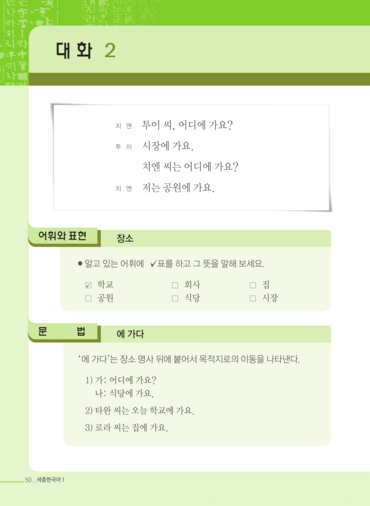 대화 2
치 엔 투이 씨, 어디에 가요?
투 이 시장에 가요.
치엔 씨는 어디에 가요?
치 엔 저는 공원에 가요.
어휘와 표현 장소
● 알고 있는 어휘에 ✓표를 하고 그 뜻을 말해 보세요.
☑ 학교 □ 회사 □ 집
□ 공원 □ 식당 □ 시장
문 법 에 가다
‘에 가다’는 장소 명사 뒤에 붙어서 목적지로의 이동을 나타낸다.
1) 가: 어디에 가요?
나: 식당에 가요.
2) 타완 씨는 오늘 학교에 가요.
3) 로라 씨는 집에 가요.
50 _ 세종한국어 1